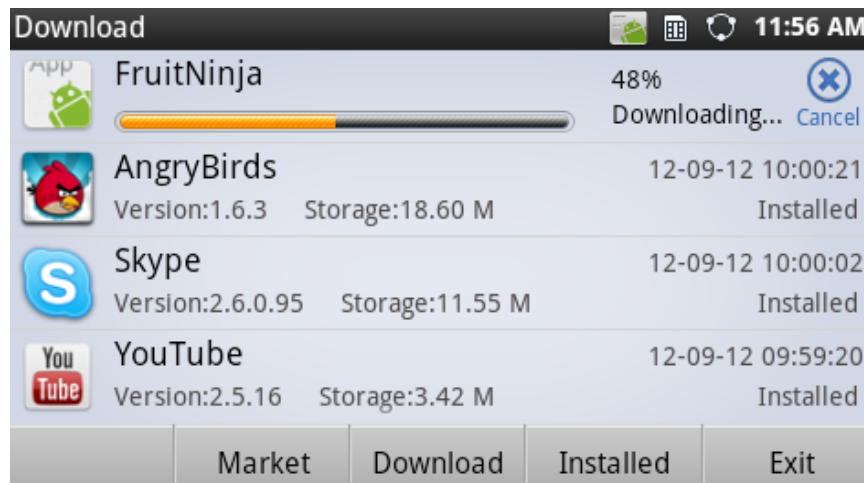 Download 11:56 AM
App
FruitNinja 48%
Downloading... Cancel
AngryBirds 12-09-12 10:00:21
Version:1.6.3 Storage:18.60 M Installed
S
Skype 12-09-12 10:00:02
Version:2.6.0.95 Storage:11.55 M Installed
You
Tube
YouTube 12-09-12 09:59:20
Version:2.5.16 Storage:3.42 M Installed
Market Download Installed Exit